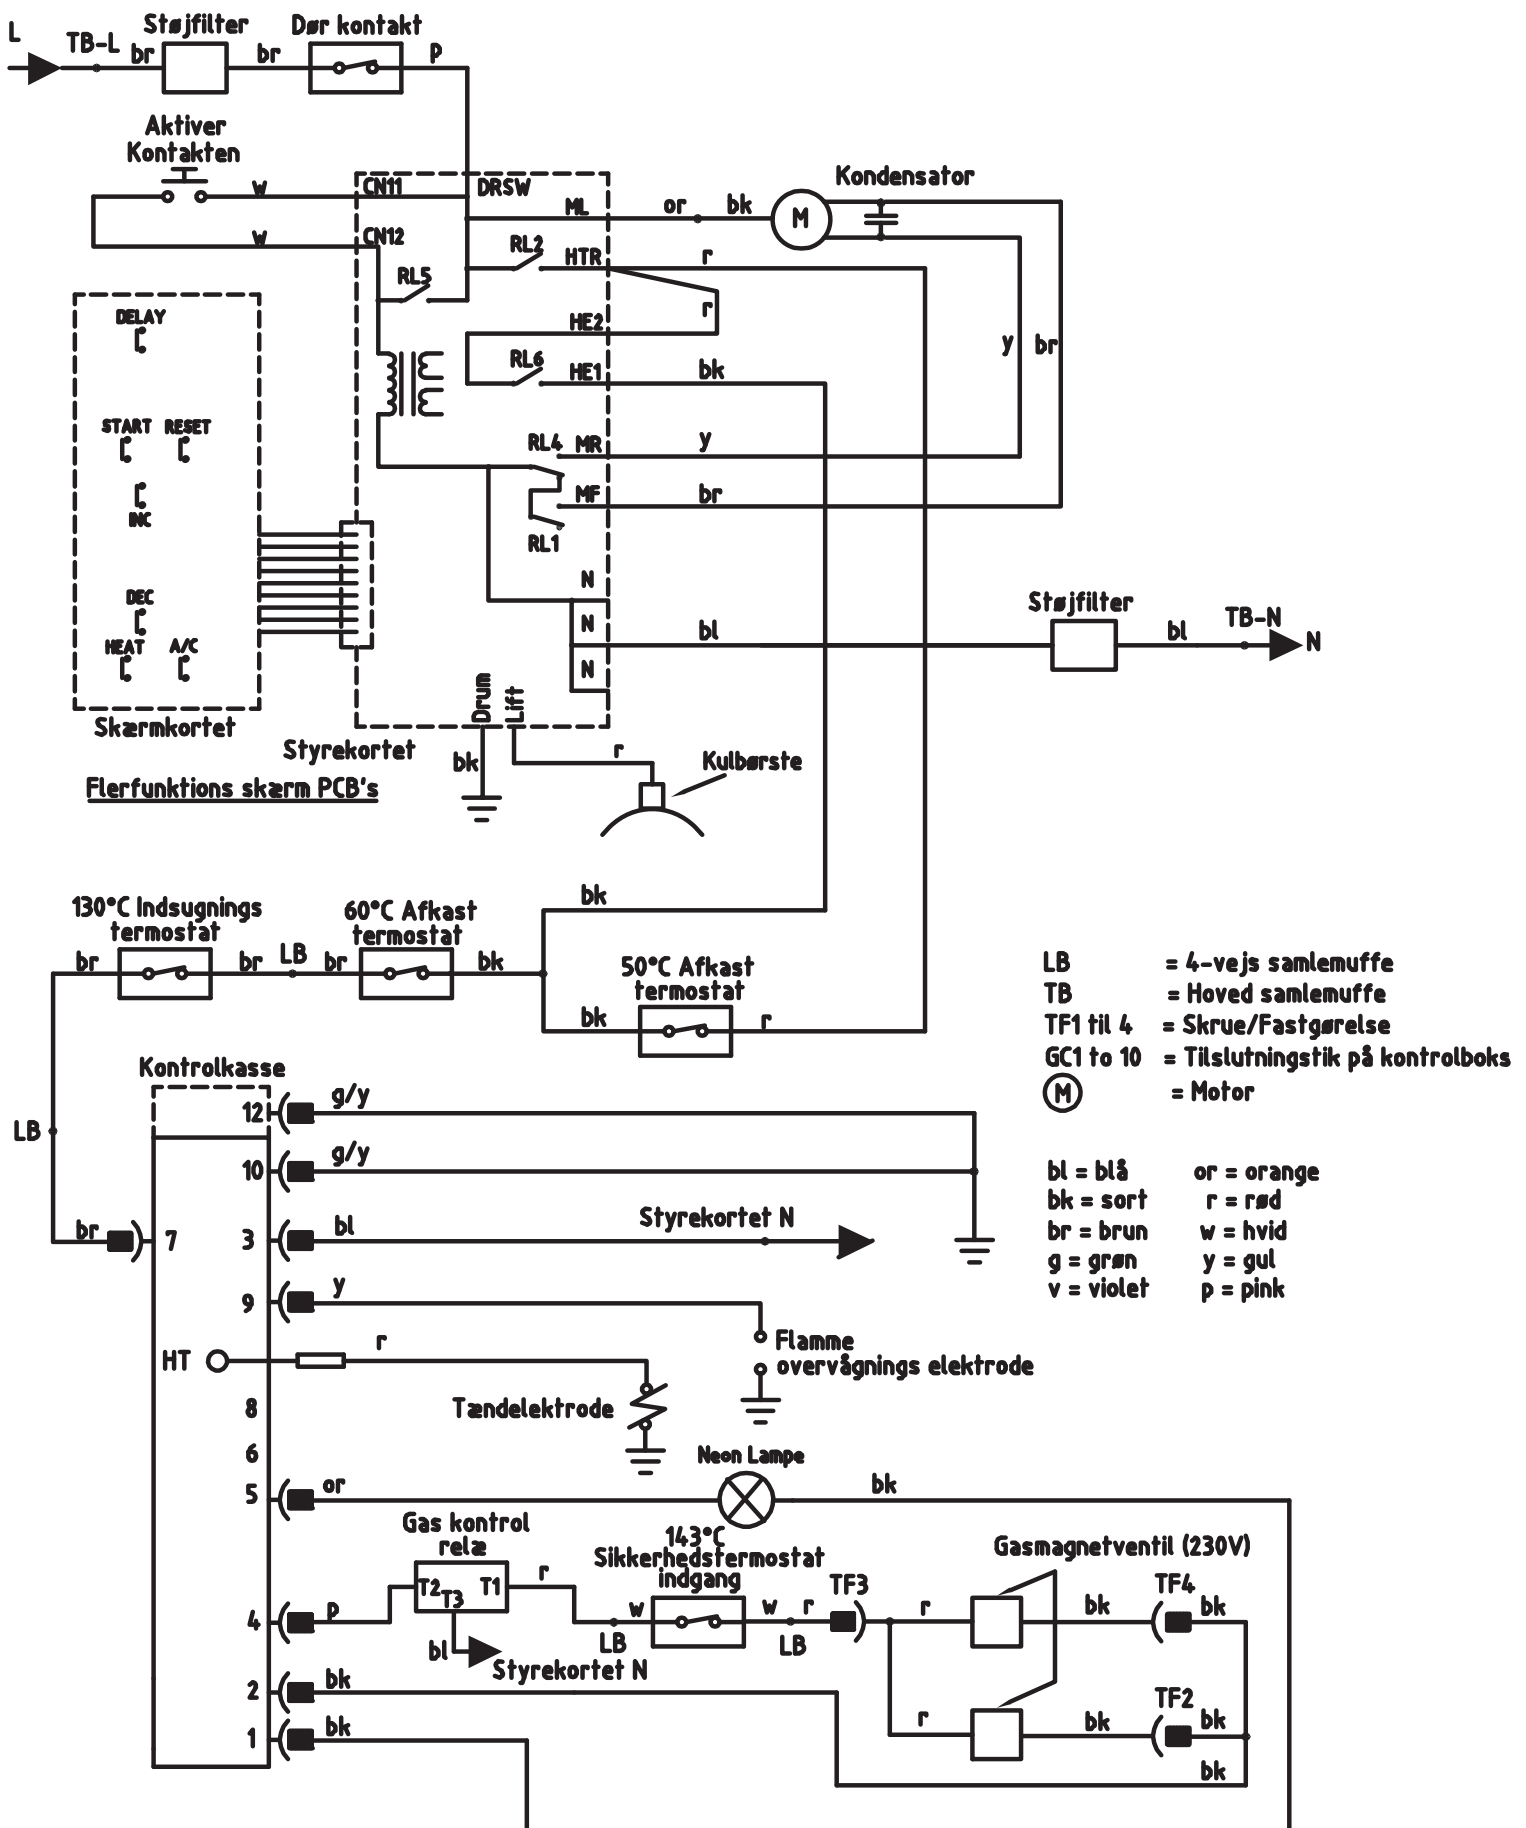 L
TB-L
br
Støjfilter
br
Dør kontakt
p
Aktiver
Kontakten
w
w
CN11
DRSW
CN12
ML
or
bk
M
Kondensator
RL2
HTR
r
RL5
r
HE2
RL6
HE1
bk
y
br
RL4
MR
y
MF
br
RL1
N
N
N
bl
Støjfilter
bl
TB-N
N
DELAY
START
RESET
INC
DEC
HEAT
A/C
Skærmkortet
Styrekortet
Drum
Lift
bk
r
Kulbørste
Flerfunktions skærm PCB's
130°C Indsugnings
termostat
br
br
LB
br
60°C Afkast
termostat
bk
bk
50°C Afkast
termostat
bk
r
LB = 4-vejs samlemuffe
TB = Hoved samlemuffe
TF1 til 4 = Skrue/Fastgørelse
GC1 to 10 = Tilslutningstik på kontrolboks
M = Motor
bl = blå or = orange
bk = sort r = rød
br = brun w = hvid
g = grøn y = gul
v = violet p = pink
Kontrolkasse
LB
br
7
12
g/y
10
g/y
3
bl
Styrekortet N
9
y
Flamme
overvågnings elektrode
HT
r
Tændelektrode
8
6
5
or
Neon Lampe
bk
Gas kontrol
relæ
T2
T3
T1
r
4
p
bl
Styrekortet N
w
LB
143°C
Sikkerhedstermostat
indgang
w
r
LB
TF3
r
Gasmagnetventil (230V)
bk
TF4
bk
r
bk
TF2
bk
bk
2
bk
1
bk